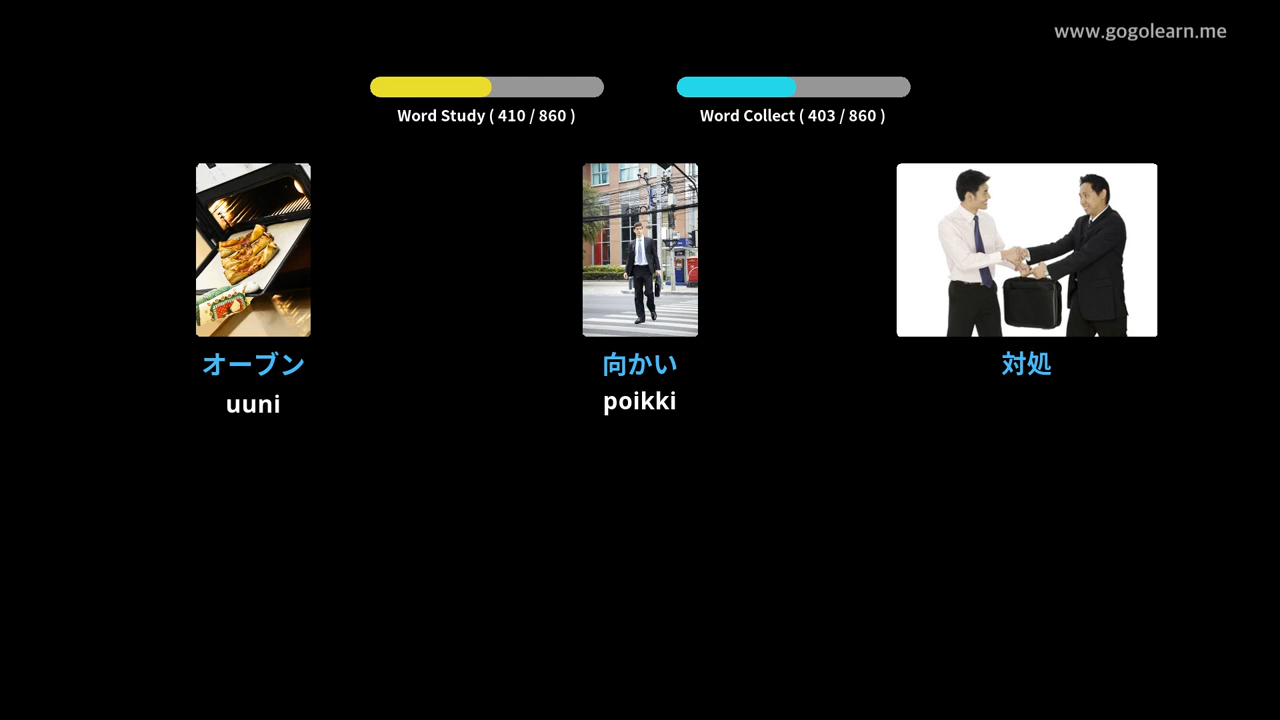 www.gogolearn.me
Word Study ( 410 / 860 )
Word Collect ( 403 / 860 )
オーブン
uuni
向かい
poikki
対処